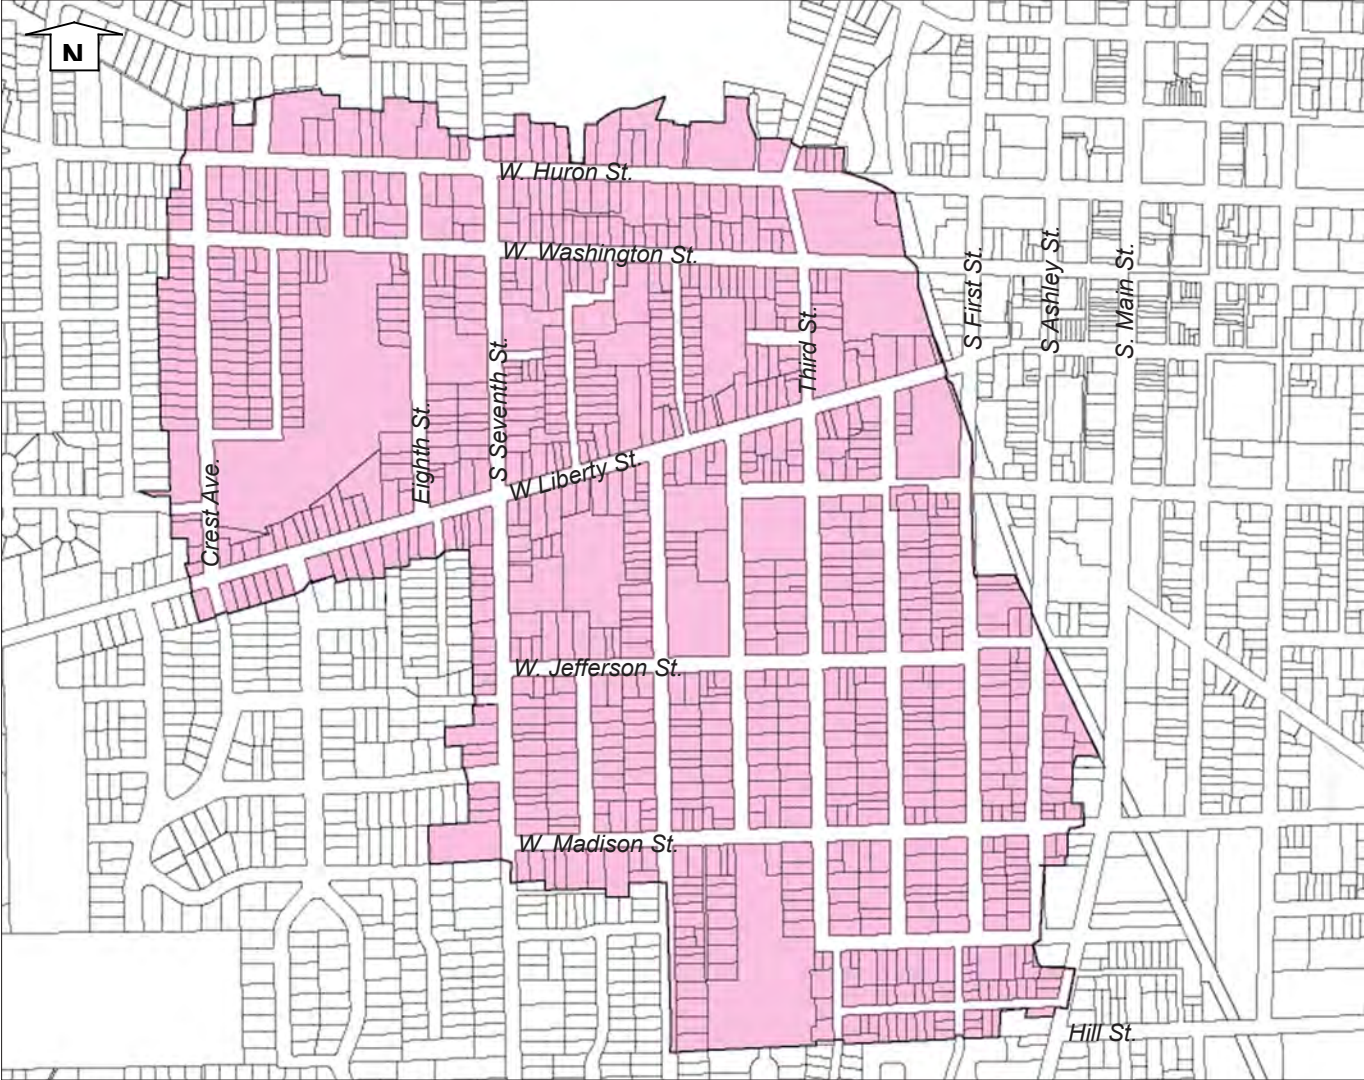 N
W. Huron St.
W. Washington St.
S. First St.
S Ashley St.
S. Main St.
Third St.
S Seventh St.
Eighth St.
W Liberty St.
Crest Ave.
W. Jefferson St.
W. Madison St.
Hill St.